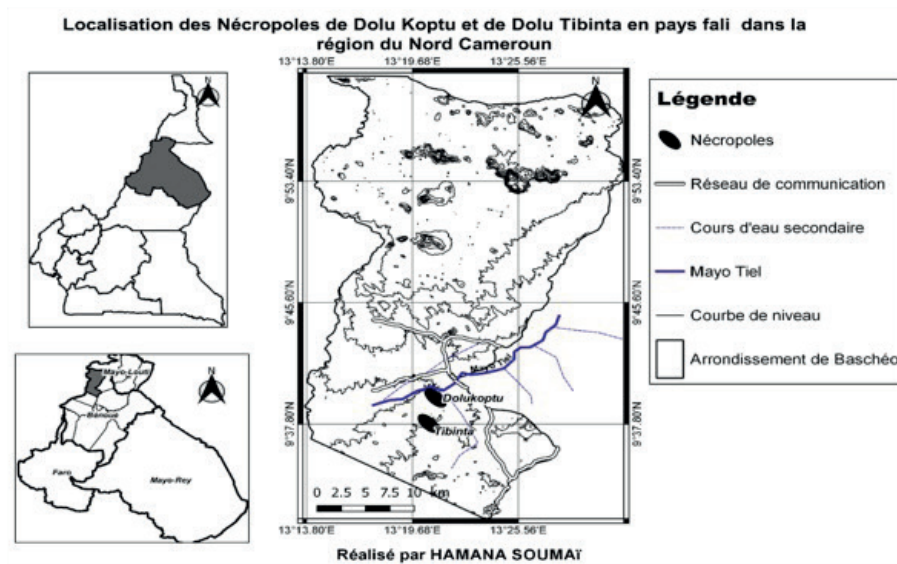 Localisation des Nécropoles de Dolu Koptu et de Dolu Tibinta en pays fali dans la
région du Nord Cameroun
N
Mayo-Louti
Bénoué
Faro
Mayo-Rey
N
13°13.80'E 13°19.68'E 13°25.56'E
N
9°53.40'N 9°53.40'N
9°45.60'N 9°45.60'N
9°37.80'N 9°37.80'N
Mayo Tiel
Dolukoptu
Tibinta
0 2.5 5 7.5 10 km
13°13.80'E 13°19.68'E 13°25.56'E
Légende
Nécropoles
Réseau de communication
Cours d'eau secondaire
Mayo Tiel
Courbe de niveau
Arrondissement de Baschéo
Réalisé par HAMANA SOUMAï